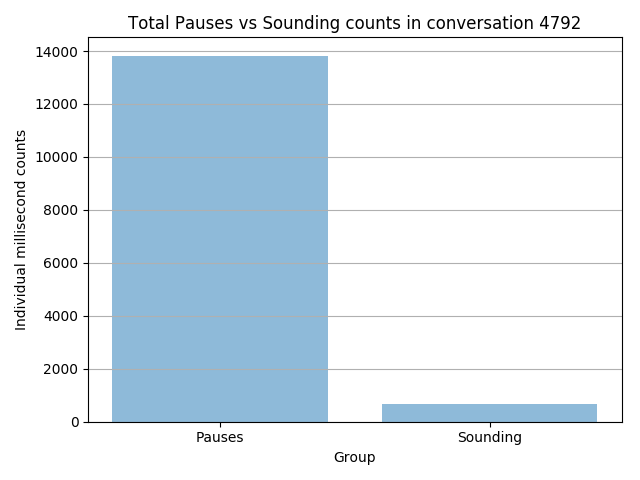 Total Pauses vs Sounding counts in conversation 4792
14000
12000
10000
8000
6000
4000
2000
0
Individual millisecond counts
Pauses Sounding
Group